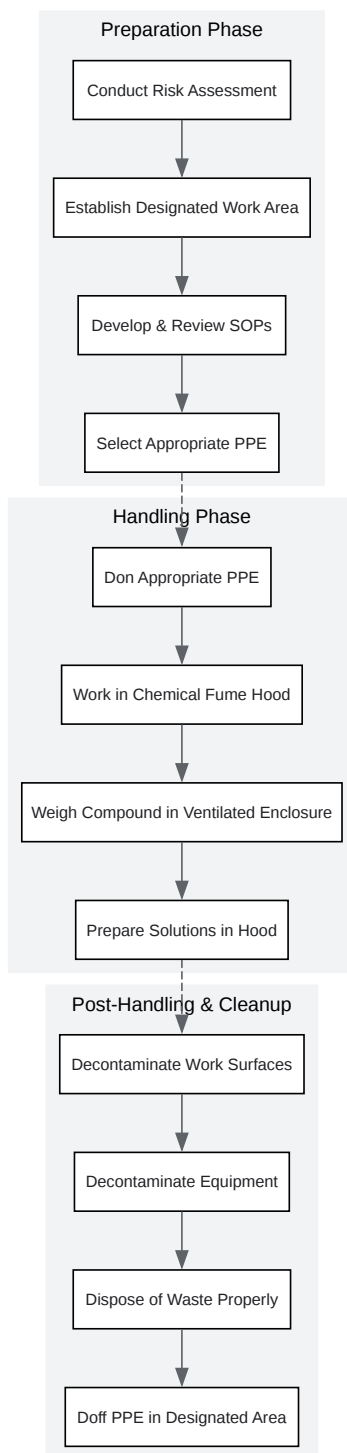 Preparation Phase
Conduct Risk Assessment
Establish Designated Work Area
Develop & Review SOPs
Select Appropriate PPE
Handling Phase
Don Appropriate PPE
Work in Chemical Fume Hood
Weigh Compound in Ventilated Enclosure
Prepare Solutions in Hood
Post-Handling & Cleanup
Decontaminate Work Surfaces
Decontaminate Equipment
Dispose of Waste Properly
Doff PPE in Designated Area